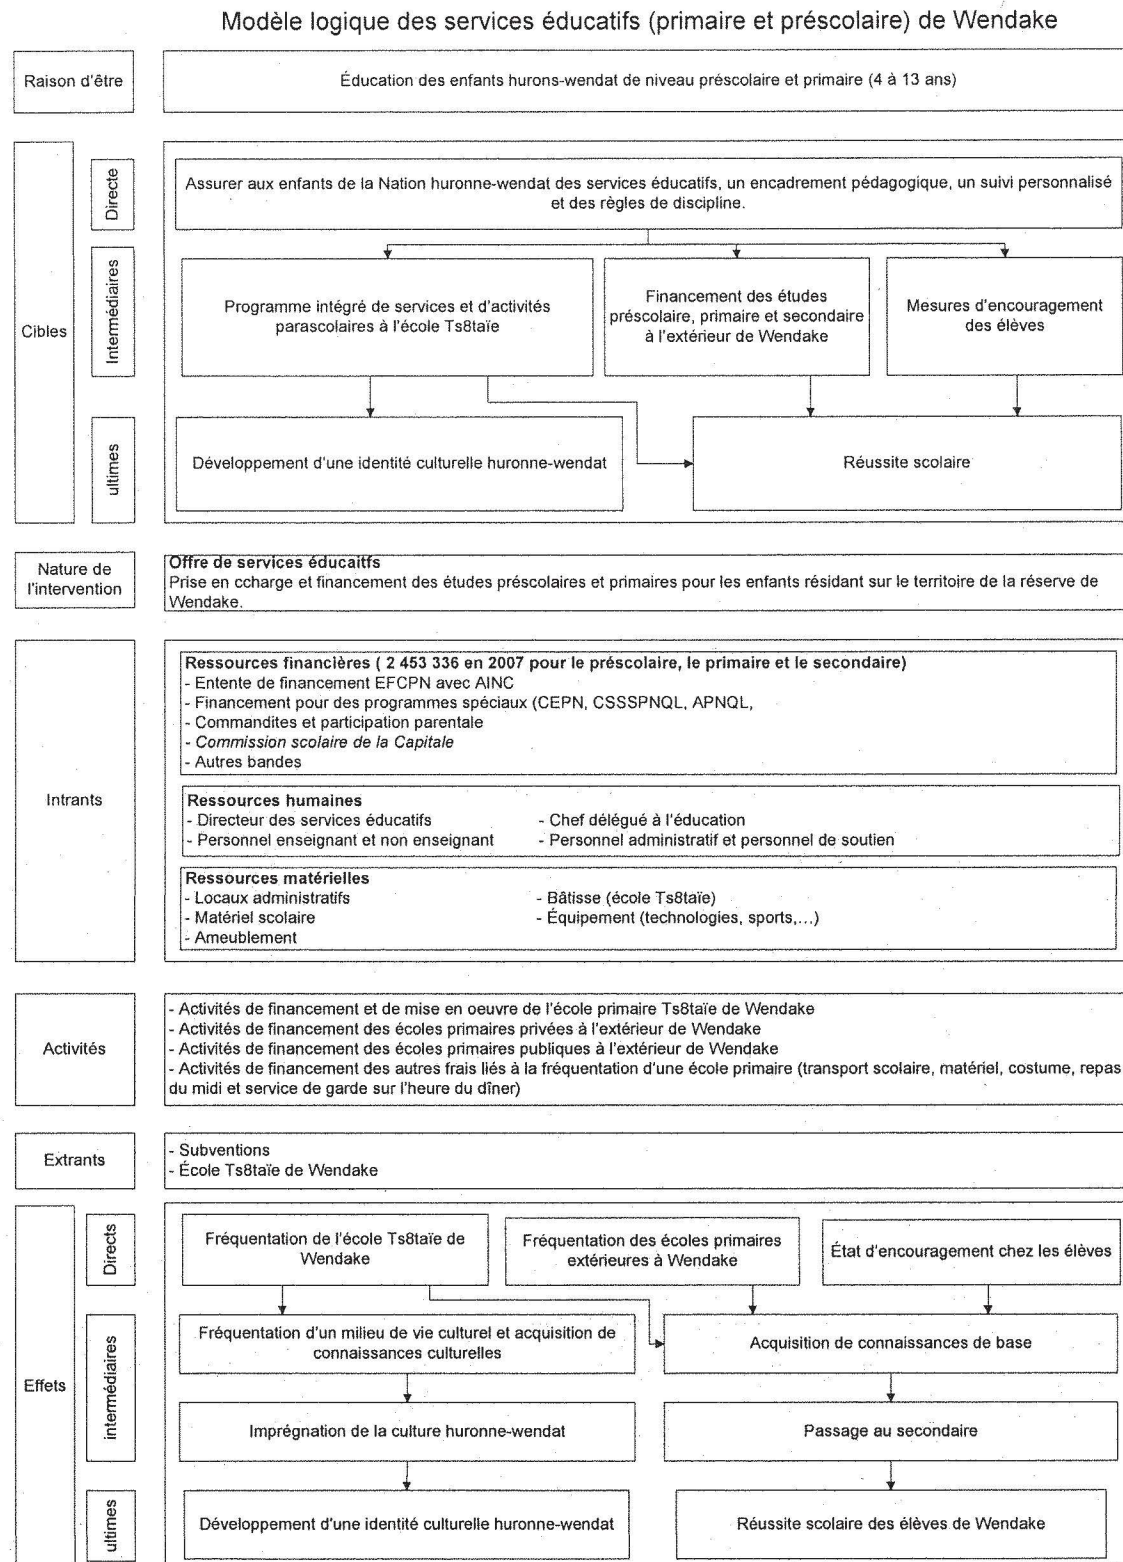 Modèle logique des services éducatifs (primaire et préscolaire) de Wendake
Raison d'être
Éducation des enfants hurons-wendat de niveau préscolaire et primaire (4 à 13 ans)
Cibles
Directe
Assurer aux enfants de la Nation huronne-wendat des services éducatifs, un encadrement pédagogique, un suivi personnalisé
et des règles de discipline.
Intermédiaires
Programme intégré de services et d'activités
parascolaires à l'école Ts8taïe
Financement des études
préscolaire, primaire et secondaire
à l'extérieur de Wendake
Mesures d'encouragement
des élèves
ultimes
Développement d'une identité culturelle huronne-wendat
Réussite scolaire
Nature de
l'intervention
Offre de services éducaitfs
Prise en ccharge et financement des études préscolaires et primaires pour les enfants résidant sur le territoire de la réserve de
Wendake.
Intrants
Ressources financières ( 2 453 336 en 2007 pour le préscolaire, le primaire et le secondaire)
- Entente de financement EFCPN avec AINC
- Financement pour des programmes spéciaux (CEPN, CSSSPNQL, APNQL,
- Commandites et participation parentale
- Commission scolaire de la Capitale
- Autres bandes
Ressources humaines
- Directeur des services éducatifs - Chef délégué à l'éducation
- Personnel enseignant et non enseignant - Personnel administratif et personnel de soutien
Ressources matérielles
- Locaux administratifs - Bâtisse (école Ts8taïe)
- Matériel scolaire - Équipement (technologies, sports,...)
- Ameublement
Activités
- Activités de financement et de mise en oeuvre de l'école primaire Ts8taïe de Wendake
- Activités de financement des écoles primaires privées à l'extérieur de Wendake
- Activités de financement des écoles primaires publiques à l'extérieur de Wendake
- Activités de financement des autres frais liés à la fréquentation d'une école primaire (transport scolaire, matériel, costume, repas
du midi et service de garde sur l'heure du dîner)
Extrants
- Subventions
- École Ts8taïe de Wendake
Effets
Directs
Fréquentation de l'école Ts8taïe de
Wendake
Fréquentation des écoles primaires
extérieures à Wendake
État d'encouragement chez les élèves
intermédiaires
Fréquentation d'un milieu de vie culturel et acquisition de
connaissances culturelles
Acquisition de connaissances de base
Imprégnation de la culture huronne-wendat
Passage au secondaire
ultimes
Développement d'une identité culturelle huronne-wendat
Réussite scolaire des élèves de Wendake